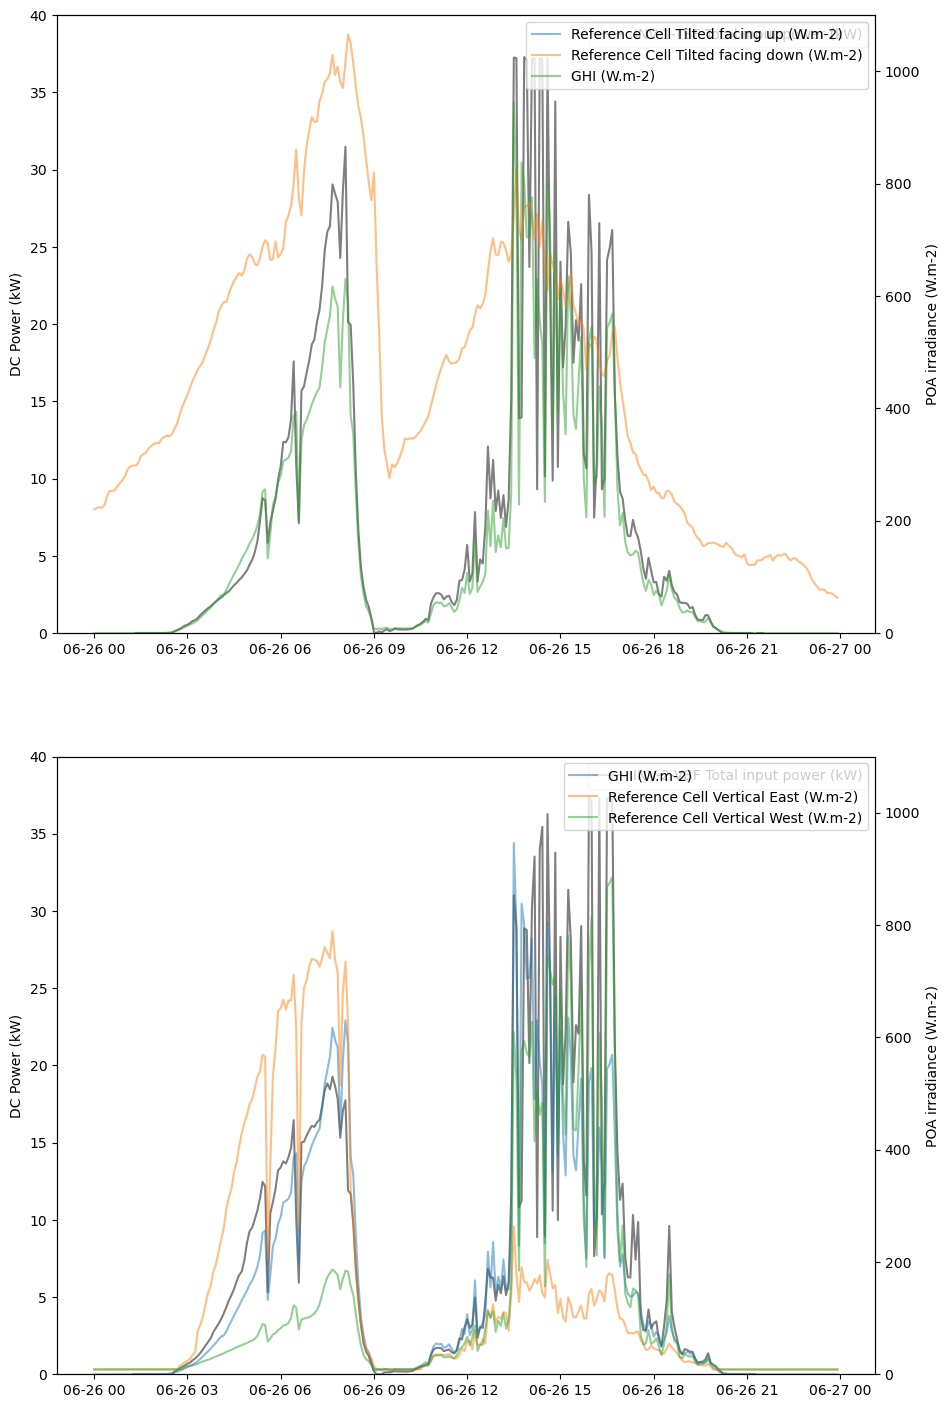 40
35
30
25
20
15
10
5
0
DC Power (kW)
Reference Cell Tilted facing up (W.m-2)
Reference Cell Tilted facing down (W.m-2)
GHI (W.m-2)
1000
800
600
400
200
0
POA irradiance (W.m-2)
06-26 00 06-26 03 06-26 06 06-26 09 06-26 12 06-26 15 06-26 18 06-26 21 06-27 00
40
35
30
25
20
15
10
5
0
DC Power (kW)
GHI (W.m-2)
Total input power (kW)
Reference Cell Vertical East (W.m-2)
Reference Cell Vertical West (W.m-2)
1000
800
600
400
200
0
POA irradiance (W.m-2)
06-26 00 06-26 03 06-26 06 06-26 09 06-26 12 06-26 15 06-26 18 06-26 21 06-27 00